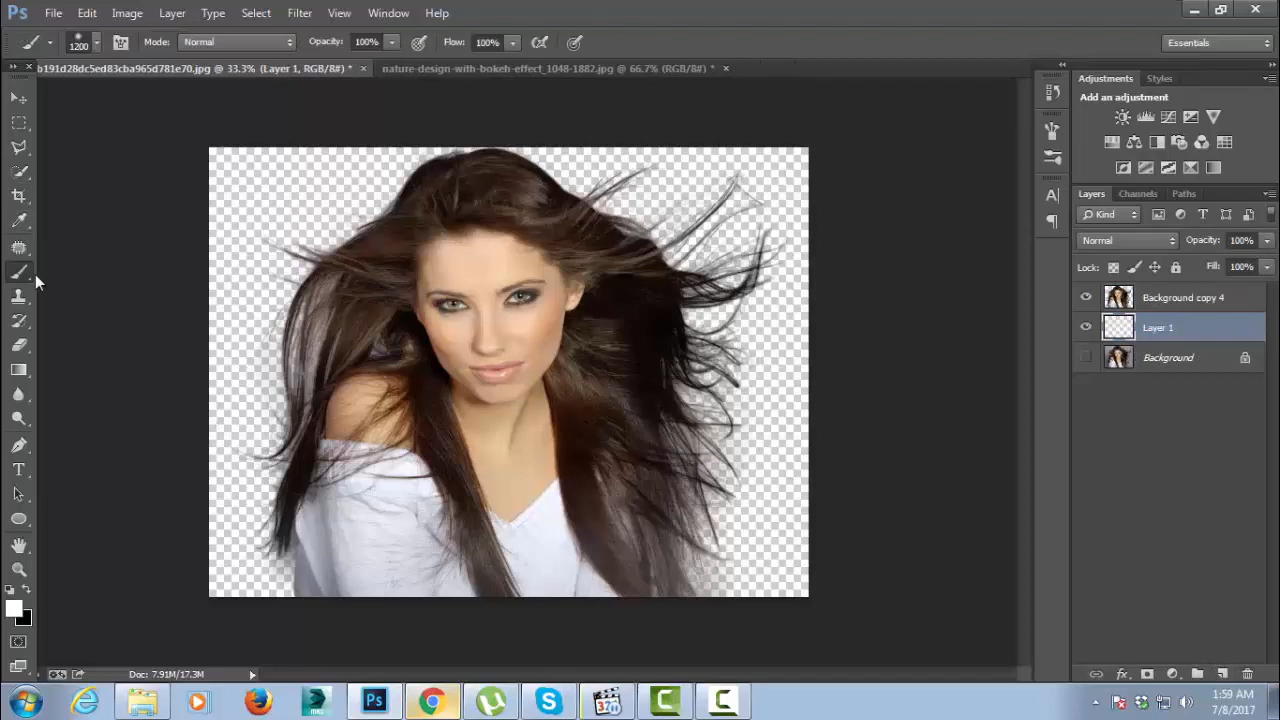 Ps File Edit Image Layer Type Select Filter View Window Help
1200 Mode: Normal Opacity: 100% Flow: 100% Essentials
b191d28dc5ed83cba965d781e70.jpg @ 33.3% (Layer 1, RGB/8#) * × nature-design-with-bokeh-effect_1048-1882.jpg @ 66.7% (RGB/8#) * ×
Adjustments Styles
Add an adjustment
Layers Channels Paths
Kind
Normal Opacity: 100%
Lock: Fill: 100%
Background copy 4
Layer 1
Background
Doc: 7.91M/17.3M
1:59 AM
7/8/2017